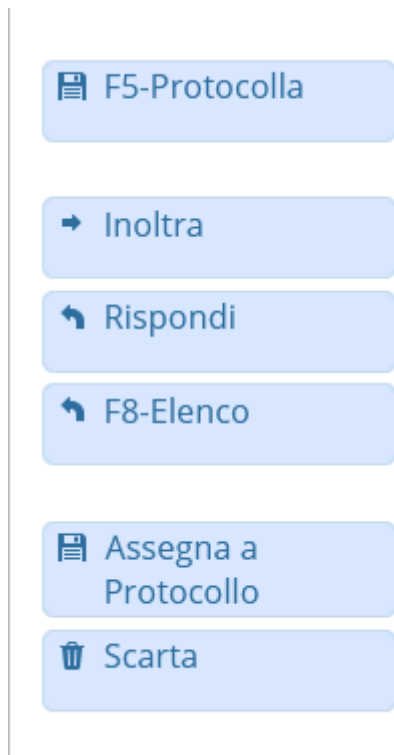 F5-Protocolla
Inoltra
Rispondi
F8-Elenco
Assegna a
Protocollo
Scarta